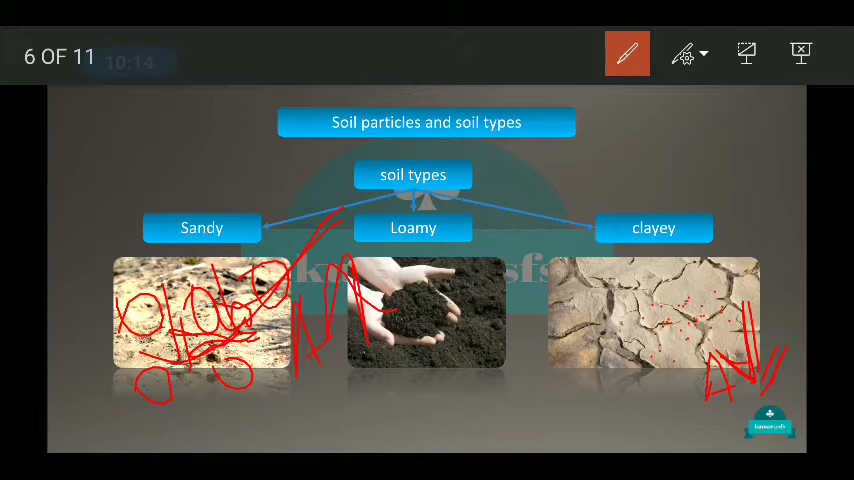 6 OF 11
10:14
Soil particles and soil types
soil types
Sandy
Loamy
clayey